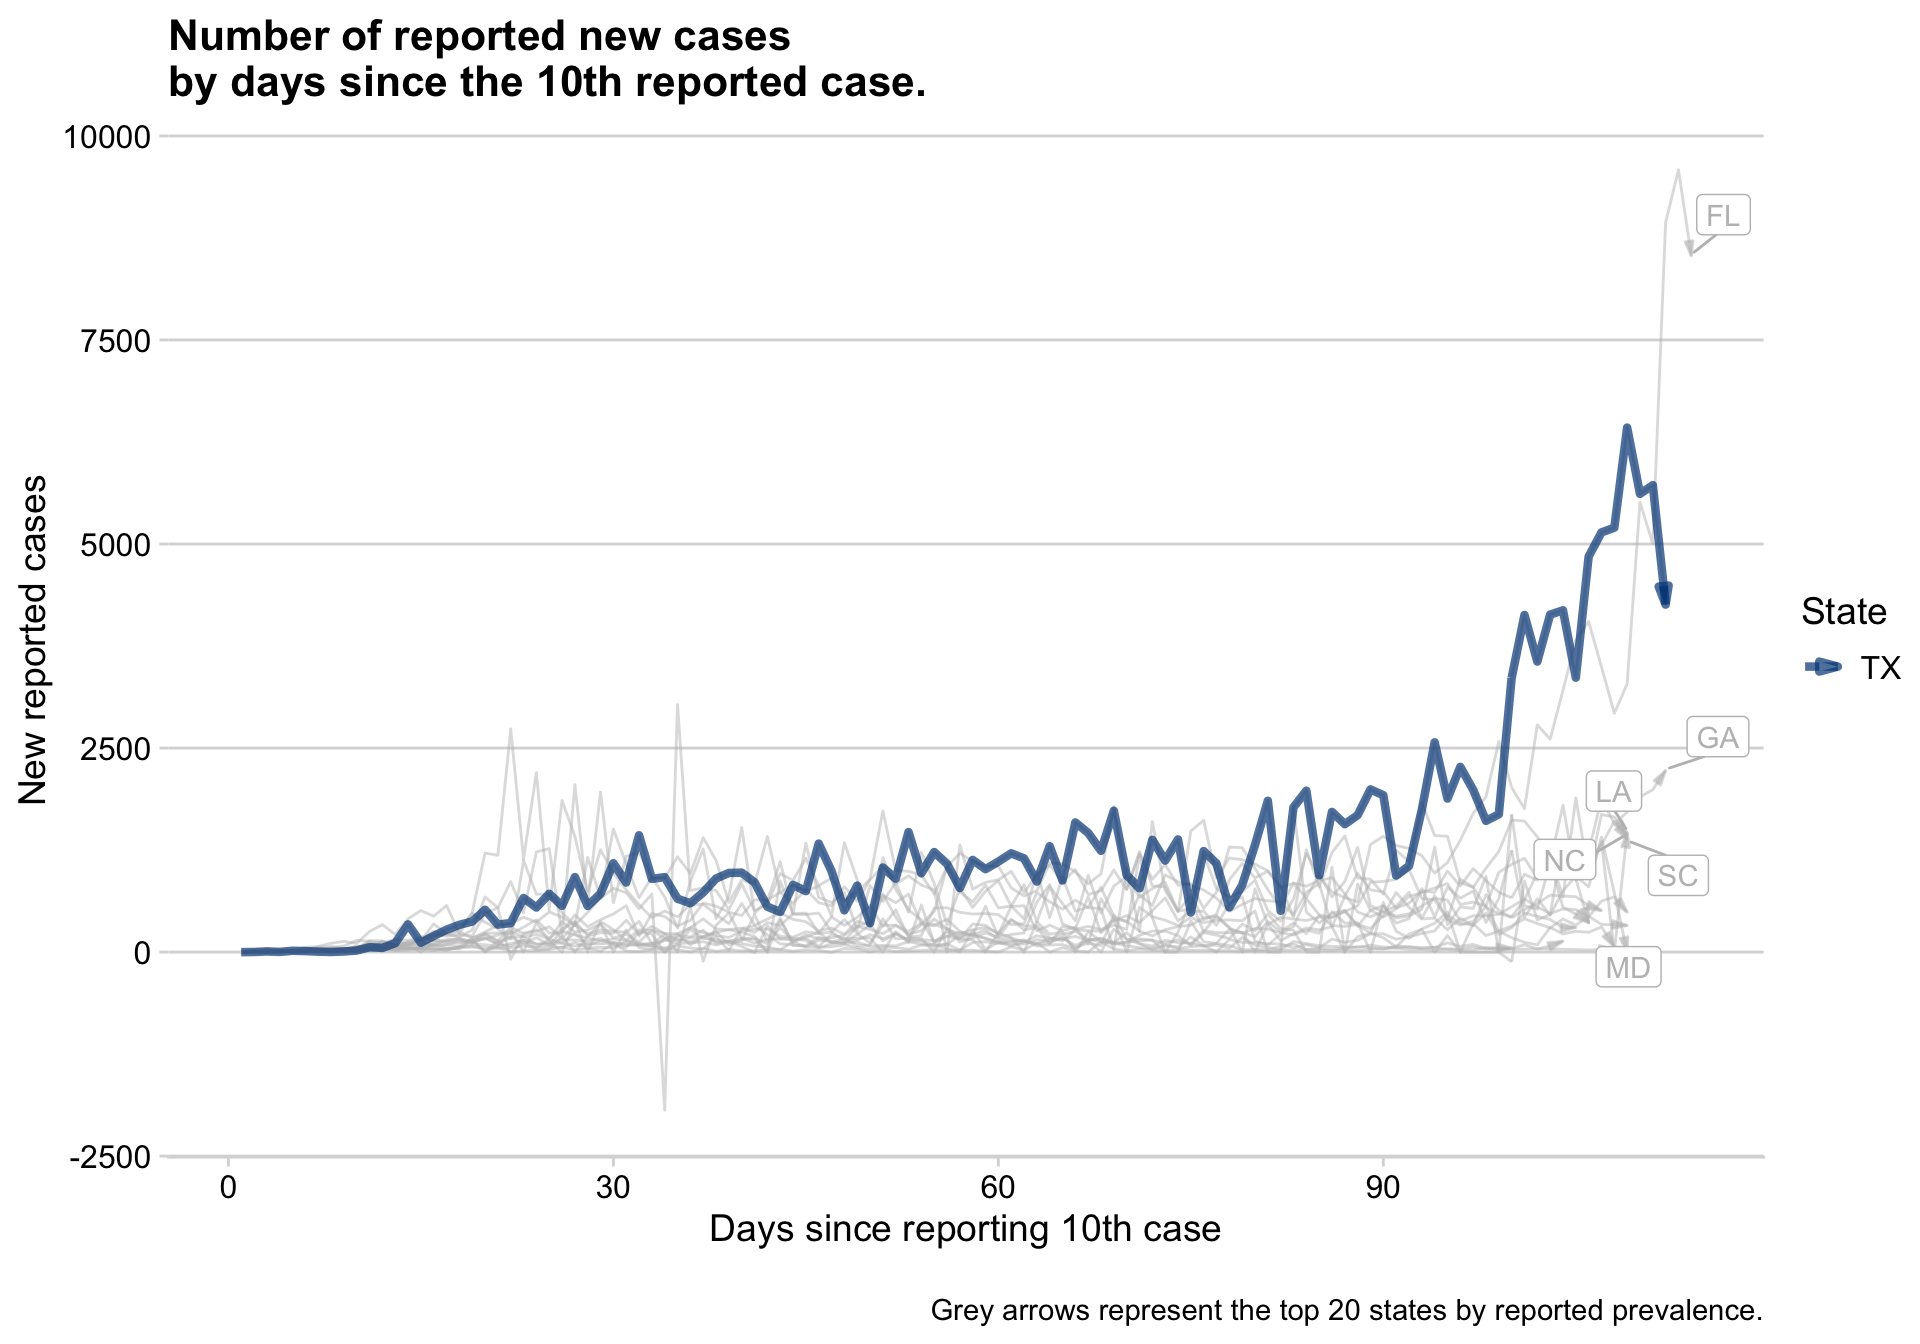 Number of reported new cases
by days since the 10th reported case.
10000
7500
5000
2500
0
-2500
New reported cases
FL
GA
LA
NC
SC
MD
State
TX
0 30 60 90
Days since reporting 10th case
Grey arrows represent the top 20 states by reported prevalence.